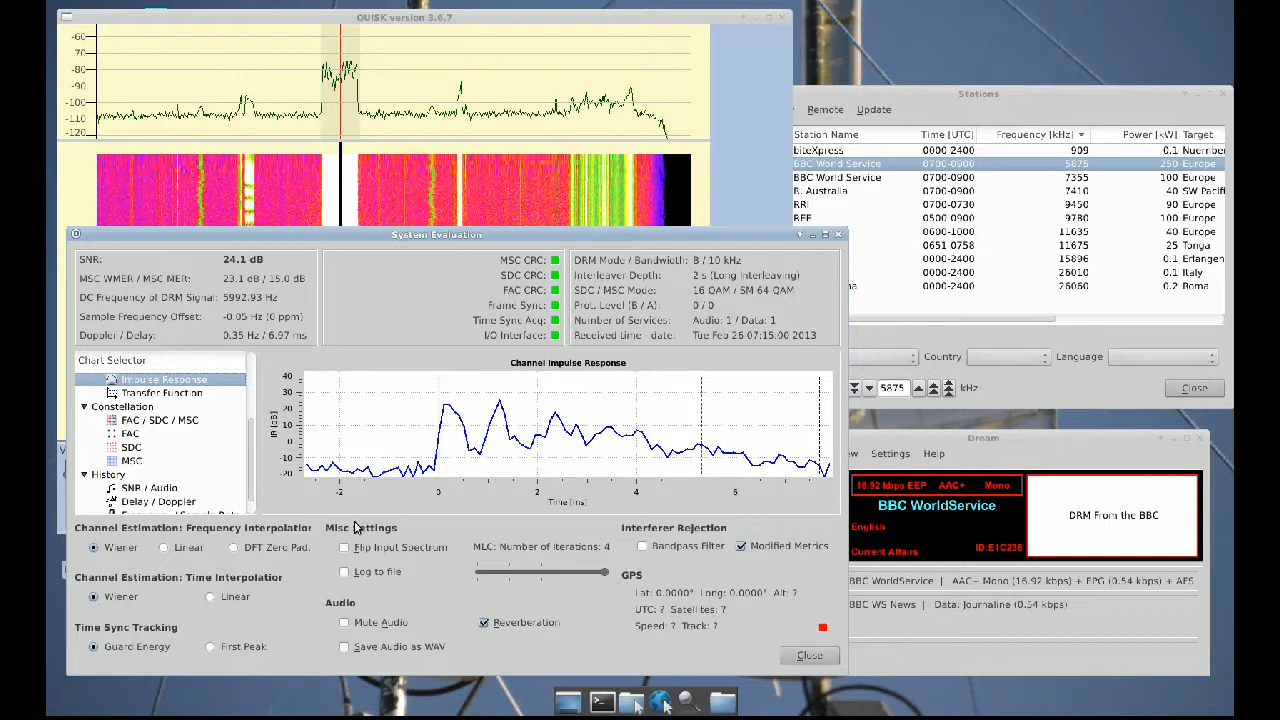 QUISK version 3.6.7
-60
-70
-80
-90
-100
-110
-120
Stations
Remote Update
Station Name Time [UTC] Frequency [kHz] Power [kW] Target
biteXpress 0000-2400 909 0.1 Nuernber
BBC World Service 0700-0900 5875 250 Europe
BBC World Service 0700-0900 7355 100 Europe
R. Australia 0000-2400 7410 40 SW Pacif
RRI 0700-0730 9450 90 Europe
REE 0500-0900 9780 100 Europe
0600-1000 11635 40 Europe
0651-0758 11675 25 Tonga
0000-2400 15896 0.1 Erlangen
0000-2400 26010 0.1 Italy
0000-2400 26060 0.2 Roma
Country Language
5875 kHz Close
System Evaluation
SNR: 24.1 dB
MSC WMER / MSC MER: 23.1 dB / 15.0 dB
DC Frequency of DRM Signal: 5992.93 Hz
Sample Frequency Offset: -0.05 Hz (0 ppm)
Doppler / Delay: 0.35 Hz / 6.97 ms
MSC CRC:
SDC CRC:
FAC CRC:
Frame Sync:
Time Sync Acq:
I/O Interface:
DRM Mode / Bandwidth: B / 10 kHz
Interleaver Depth: 2 s (Long Interleaving)
SDC / MSC Mode: 16 QAM / SM 64 QAM
Prot. Level (B / A): 0 / 0
Number of Services: Audio: 1 / Data: 1
Received time - date: Tue Feb 26 07:15:00 2013
Chart Selector
Impulse Response
Transfer Function
Constellation
FAC / SDC / MSC
FAC
SDC
MSC
History
SNR / Audio
Delay / Doppler
Channel Impulse Response
IR [dB]
40
30
20
10
0
-10
-20
-2 0 2 4 6
Time [ms]
Channel Estimation: Frequency Interpolation
Wiener Linear DFT Zero Pad.
Channel Estimation: Time Interpolation
Wiener Linear
Time Sync Tracking
Guard Energy First Peak
Misc Settings
Flip Input Spectrum MLC: Number of Iterations: 4
Log to file
Audio
Mute Audio Reverberation
Save Audio as WAV
Interferer Rejection
Bandpass Filter Modified Metrics
GPS
Lat: 0.0000° Long: 0.0000° Alt: ?
UTC: ? Satellites: ?
Speed: ? Track: ?
Close
Dream
ew Settings Help
16.92 kbps EEP AAC+ Mono
BBC WorldService
English
Current Affairs ID:E1C238
DRM From the BBC
BBC WorldService | AAC+ Mono (16.92 kbps) + EPG (0.54 kbps) + AFS
BBC WS News | Data: Journaline (0.54 kbps)